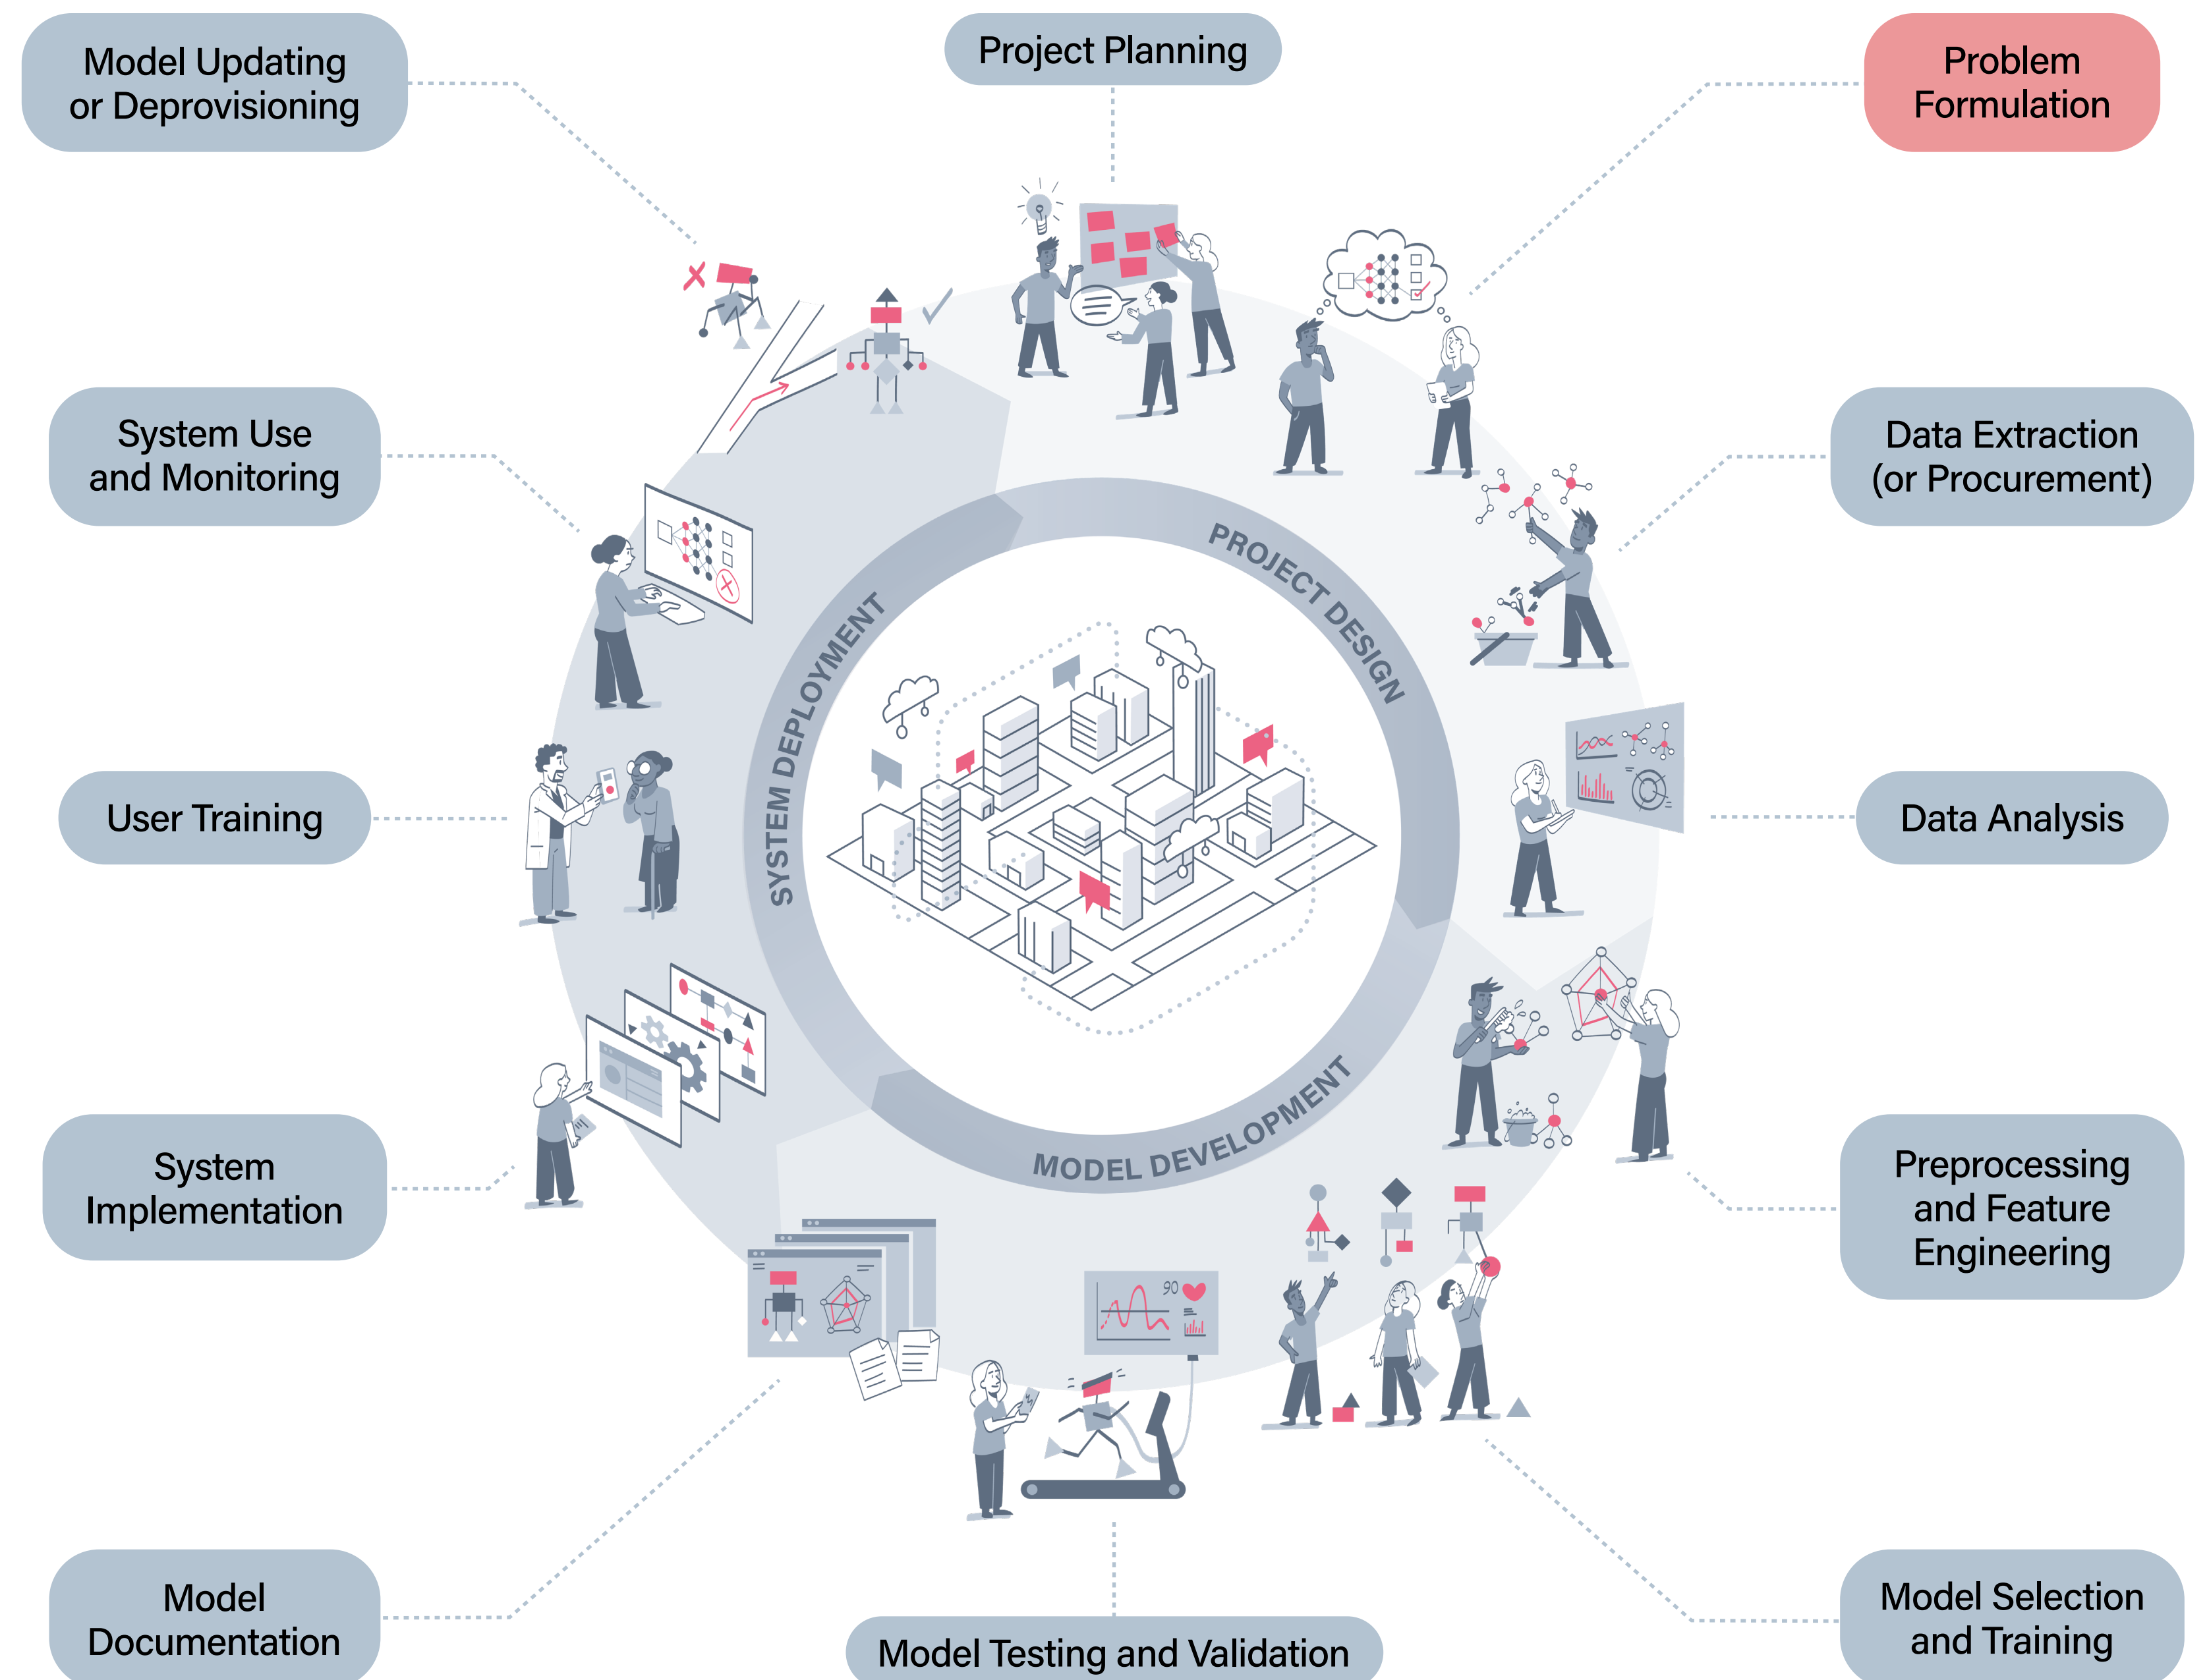 Project Planning
Problem
Formulation
Data Extraction
(or Procurement)
Data Analysis
Preprocessing
and Feature
Engineering
Model Selection
and Training
Model Testing and Validation
Model
Documentation
System
Implementation
User Training
System Use
and Monitoring
Model Updating
or Deprovisioning
PROJECT DESIGN
MODEL DEVELOPMENT
SYSTEM DEPLOYMENT
90